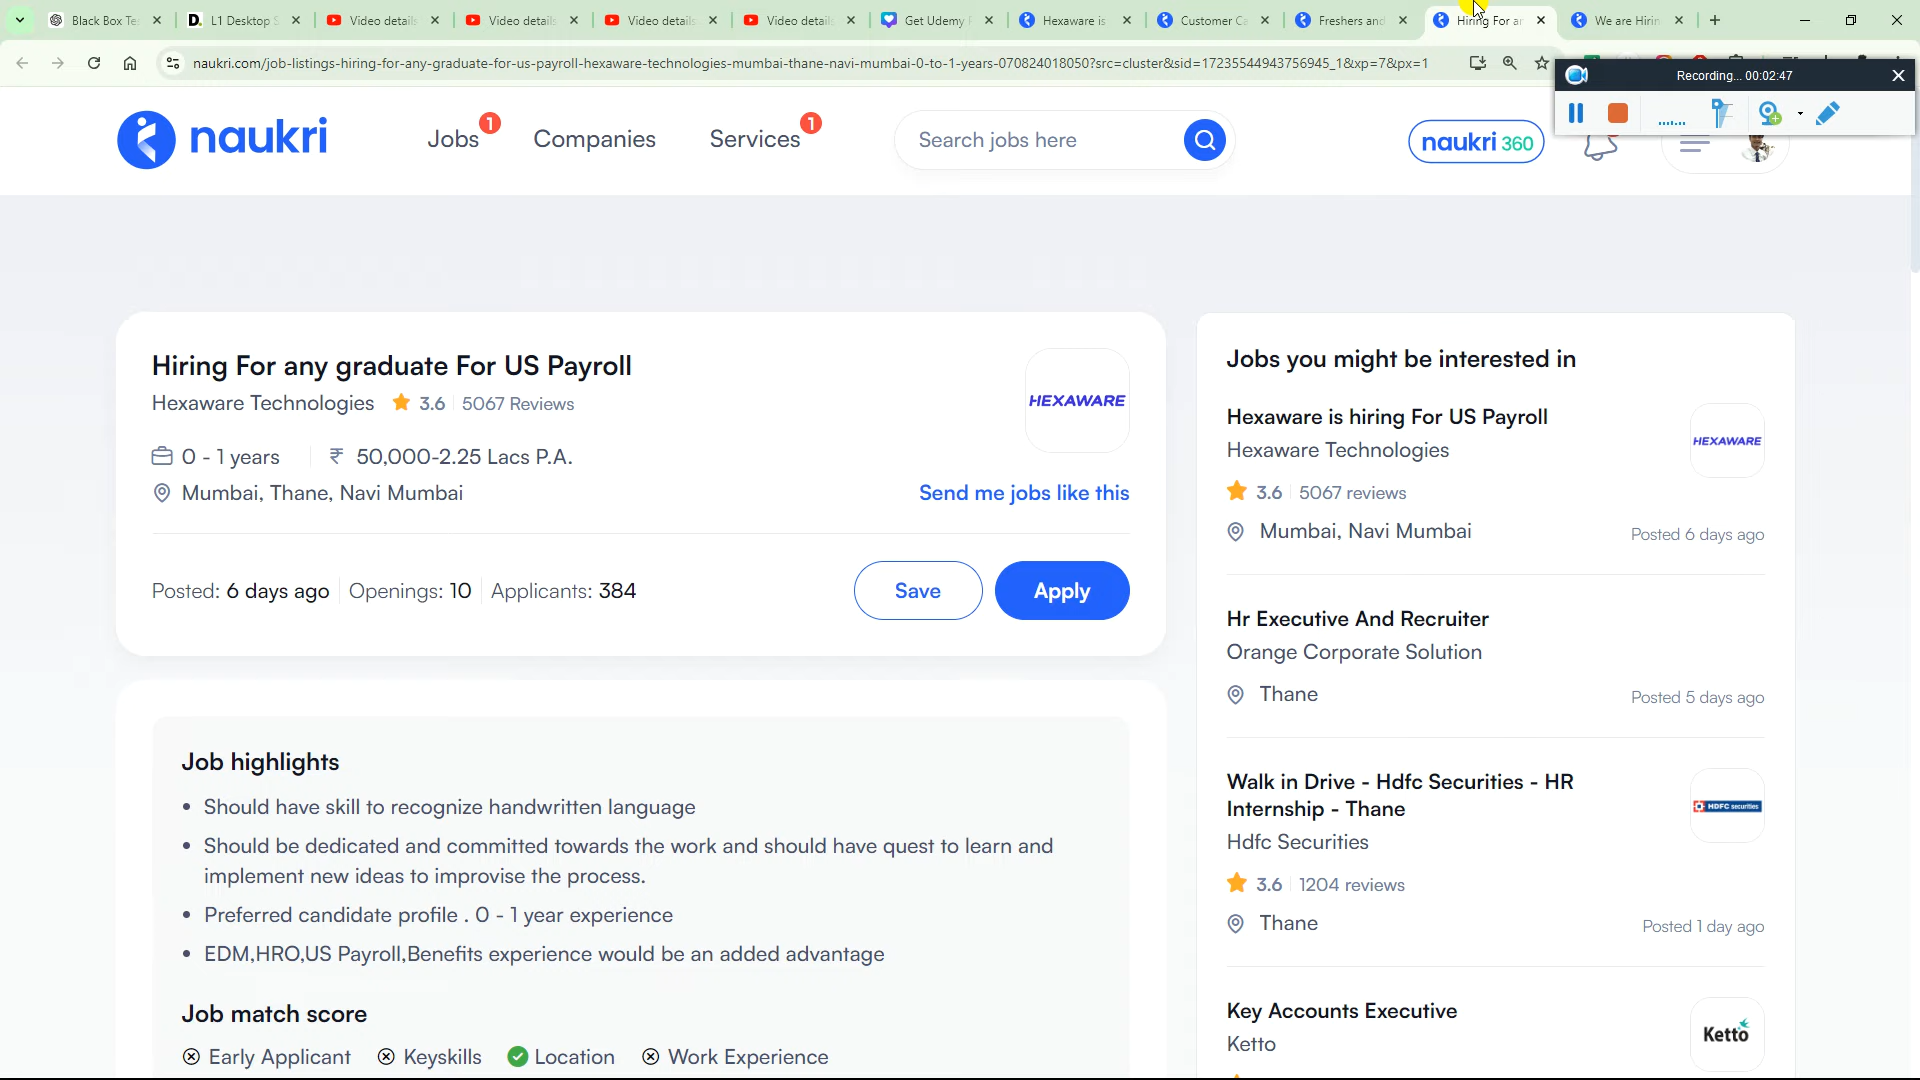 Black Box Te
L1 Desktop S
Video details
Video details
Video details
Video details
Get Udemy
Hexaware is
Customer Ca
Freshers and
Hiring For an
We are Hirin
naukri.com/job-listings-hiring-for-any-graduate-for-us-payroll-hexaware-technologies-mumbai-thane-navi-mumbai-0-to-1-years-070824018050?src=cluster&sid=17235544943756945_1&xp=7&px=1
Recording... 00:02:47
naukri
Jobs 1
Companies
Services 1
Search jobs here
naukri 360
Hiring For any graduate For US Payroll
Hexaware Technologies 3.6 5067 Reviews
HEXAWARE
0 - 1 years ₹ 50,000-2.25 Lacs P.A.
Mumbai, Thane, Navi Mumbai
Send me jobs like this
Posted: 6 days ago Openings: 10 Applicants: 384
Save
Apply
Job highlights
• Should have skill to recognize handwritten language
• Should be dedicated and committed towards the work and should have quest to learn and
implement new ideas to improvise the process.
• Preferred candidate profile . 0 - 1 year experience
• EDM,HRO,US Payroll,Benefits experience would be an added advantage
Job match score
Early Applicant Keyskills Location Work Experience
Jobs you might be interested in
Hexaware is hiring For US Payroll
Hexaware Technologies
HEXAWARE
3.6 5067 reviews
Mumbai, Navi Mumbai
Posted 6 days ago
Hr Executive And Recruiter
Orange Corporate Solution
Thane
Posted 5 days ago
Walk in Drive - Hdfc Securities - HR
Internship - Thane
Hdfc Securities
HDFC securities
3.6 1204 reviews
Thane
Posted 1 day ago
Key Accounts Executive
Ketto
Ketto